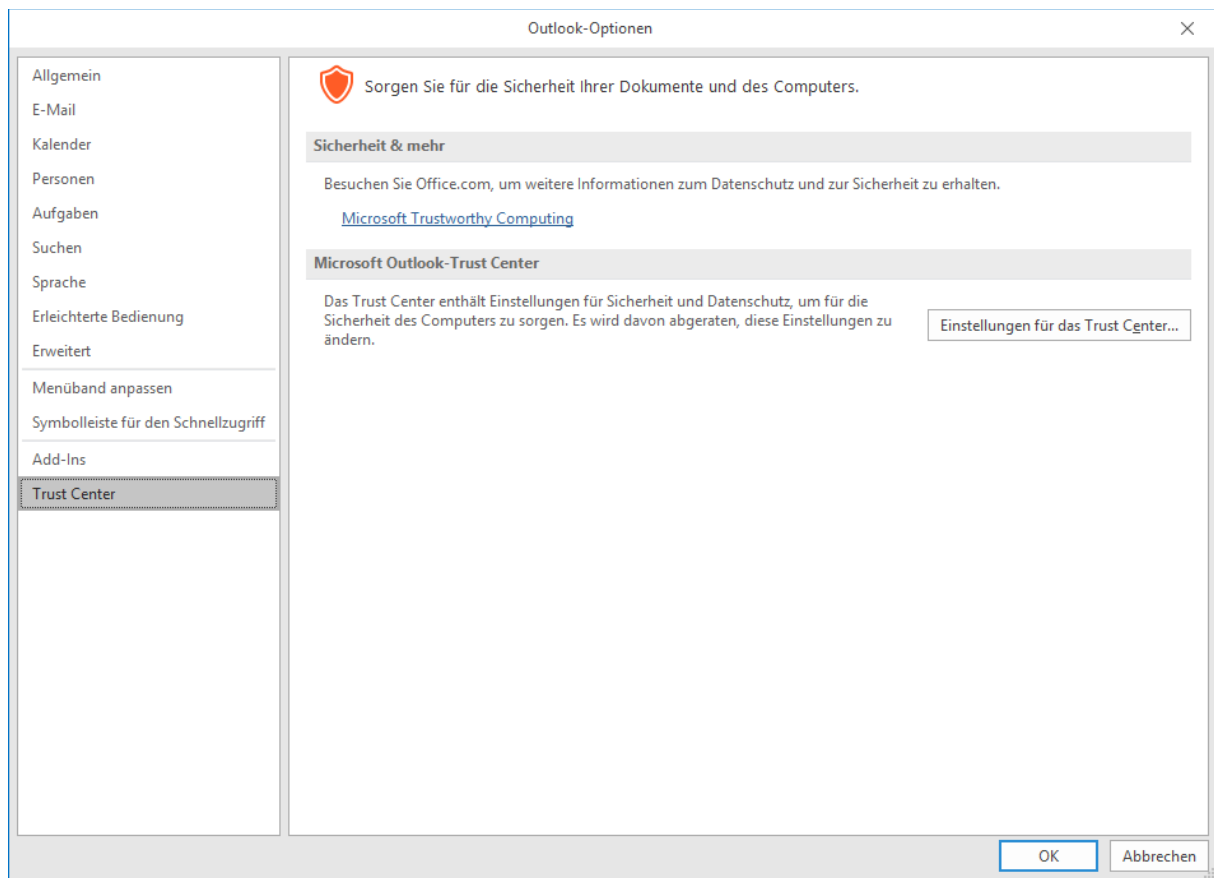 Outlook-Optionen
Allgemein
E-Mail
Kalender
Personen
Aufgaben
Suchen
Sprache
Erleichterte Bedienung
Erweitert
Menüband anpassen
Symbolleiste für den Schnellzugriff
Add-Ins
Trust Center
Sorgen Sie für die Sicherheit Ihrer Dokumente und des Computers.
Sicherheit & mehr
Besuchen Sie Office.com, um weitere Informationen zum Datenschutz und zur Sicherheit zu erhalten.
Microsoft Trustworthy Computing
Microsoft Outlook-Trust Center
Das Trust Center enthält Einstellungen für Sicherheit und Datenschutz, um für die
Sicherheit des Computers zu sorgen. Es wird davon abgeraten, diese Einstellungen zu
ändern.
Einstellungen für das Trust Center...
OK
Abbrechen